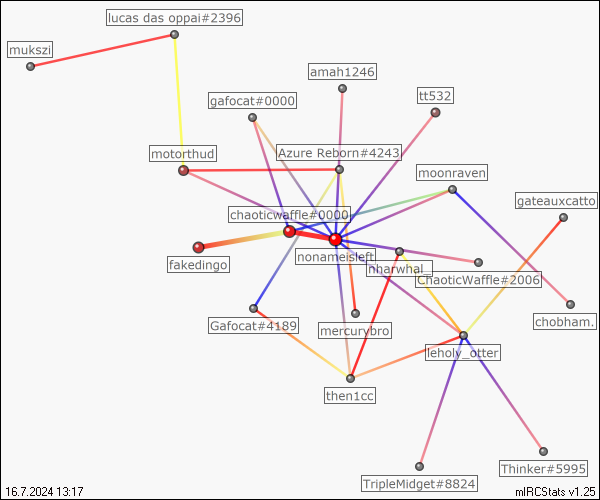 lucas das oppai#2396
mukszi
amah1246
gafocat#0000
tt532
motorthud
Azure Reborn#4243
moonraven
gateauxcatto
chaoticwaffle#0000
nonameisleft
fakedingo
nharwhal_
ChaoticWaffle#2006
Gafocat#4189
mercurybro
chobham.
leholy_otter
then1cc
Thinker#5995
TripleMidget#8824
16.7.2024 13:17
mIRCStats v1.25